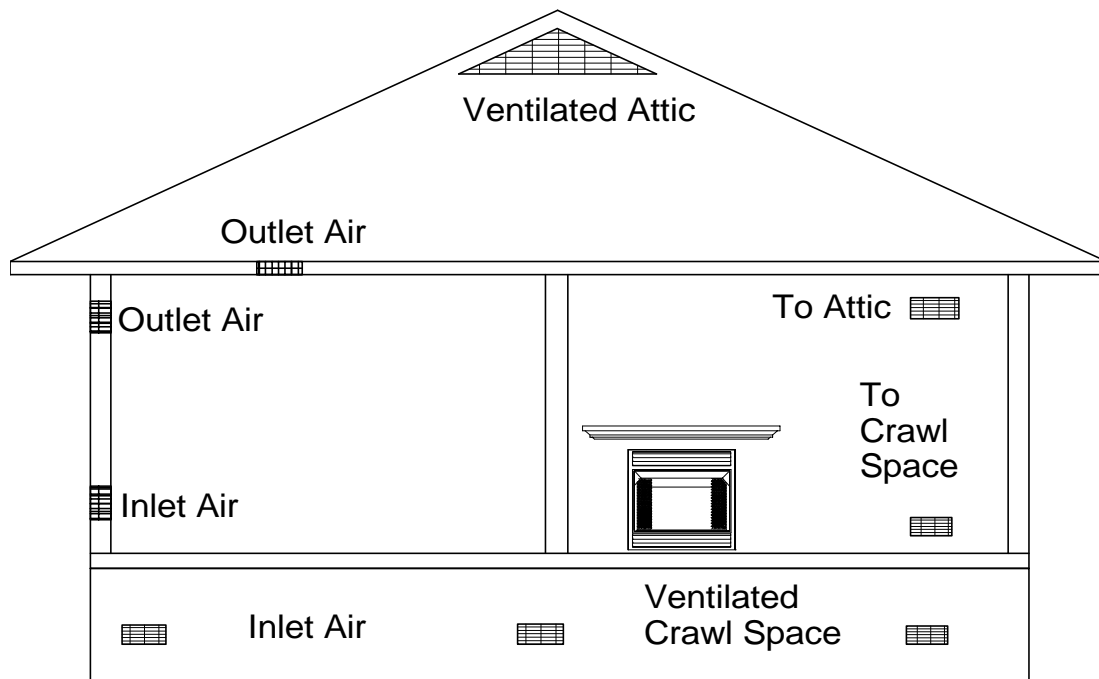 Ventilated Attic
Outlet Air
Outlet Air
To Attic
To
Crawl
Space
Inlet Air
Inlet Air
Ventilated
Crawl Space